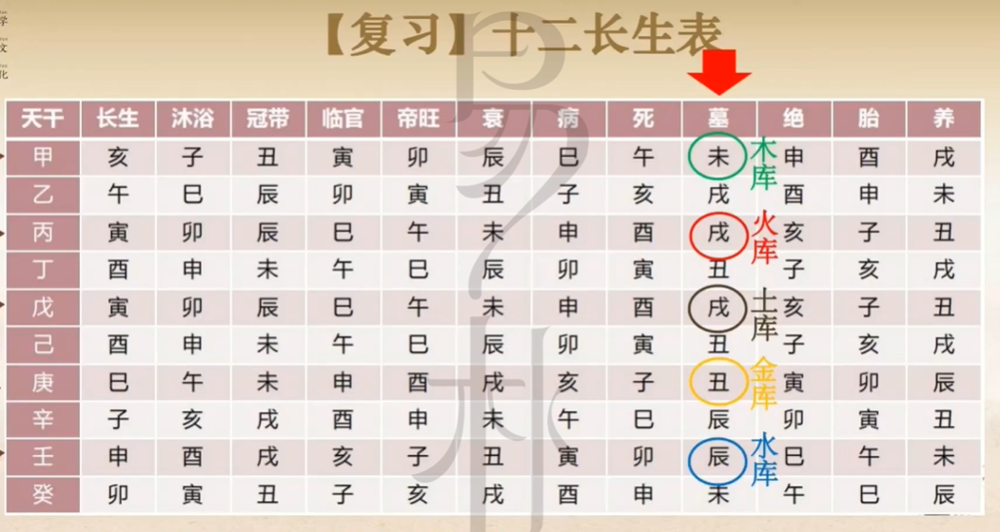 学
文
化
【复习】十二长生表
天干 长生 沐浴 冠带 临官 帝旺 衰 病 死 墓 绝 胎 养
甲 亥 子 丑 寅 卯 辰 巳 午 未 木库 申 酉 戌
乙 午 巳 辰 卯 寅 丑 子 亥 戌 酉 申 未
丙 寅 卯 辰 巳 午 未 申 酉 戌 火库 亥 子 丑
丁 酉 申 未 午 巳 辰 卯 寅 丑 子 亥 戌
戊 寅 卯 辰 巳 午 未 申 酉 戌 土库 亥 子 丑
己 酉 申 未 午 巳 辰 卯 寅 丑 子 亥 戌
庚 巳 午 未 申 酉 戌 亥 子 丑 金库 寅 卯 辰
辛 子 亥 戌 酉 申 未 午 巳 辰 卯 寅 丑
壬 申 酉 戌 亥 子 丑 寅 卯 辰 水库 巳 午 未
癸 卯 寅 丑 子 亥 戌 酉 申 未 午 巳 辰